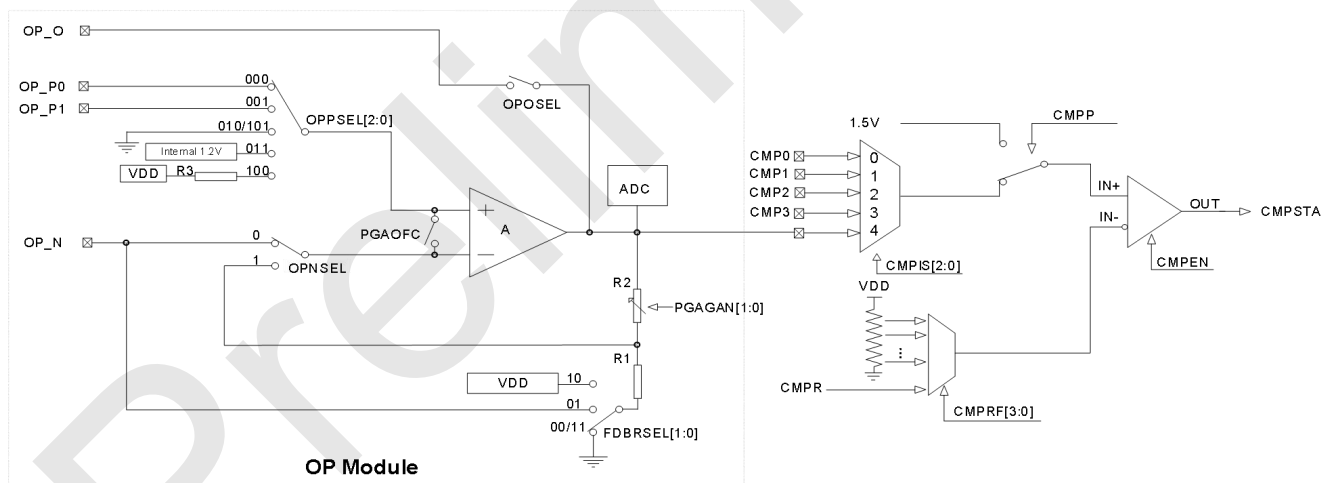 OP_O
OP_P0
OP_P1
000
001
010/101
011
100
OPPSEL[2:0]
Internal 1.2V
VDD
R3
OPOSEL
OP_N
0
1
OPNSEL
PGAOFC
+
−
A
ADC
R2
PGAGAN[1:0]
R1
VDD
10
01
00/11
FDBRSEL[1:0]
OP Module
1.5V
CMPP
CMP0
CMP1
CMP2
CMP3
0
1
2
3
4
CMPIS[2:0]
IN+
IN-
OUT
CMPSTA
CMPEN
VDD
...
CMPR
CMPRF[3:0]
Prelim